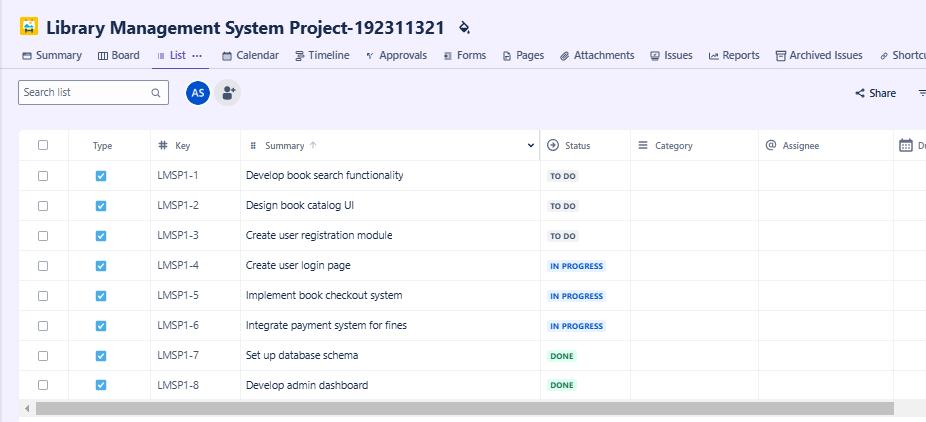 Library Management System Project-192311321
Summary Board List ··· Calendar Timeline Approvals Forms Pages Attachments Issues Reports Archived Issues
Search list AS Share
Type # Key Summary ↑ Status Category @ Assignee
LMSP1-1 Develop book search functionality TO DO
LMSP1-2 Design book catalog UI TO DO
LMSP1-3 Create user registration module TO DO
LMSP1-4 Create user login page IN PROGRESS
LMSP1-5 Implement book checkout system IN PROGRESS
LMSP1-6 Integrate payment system for fines IN PROGRESS
LMSP1-7 Set up database schema DONE
LMSP1-8 Develop admin dashboard DONE